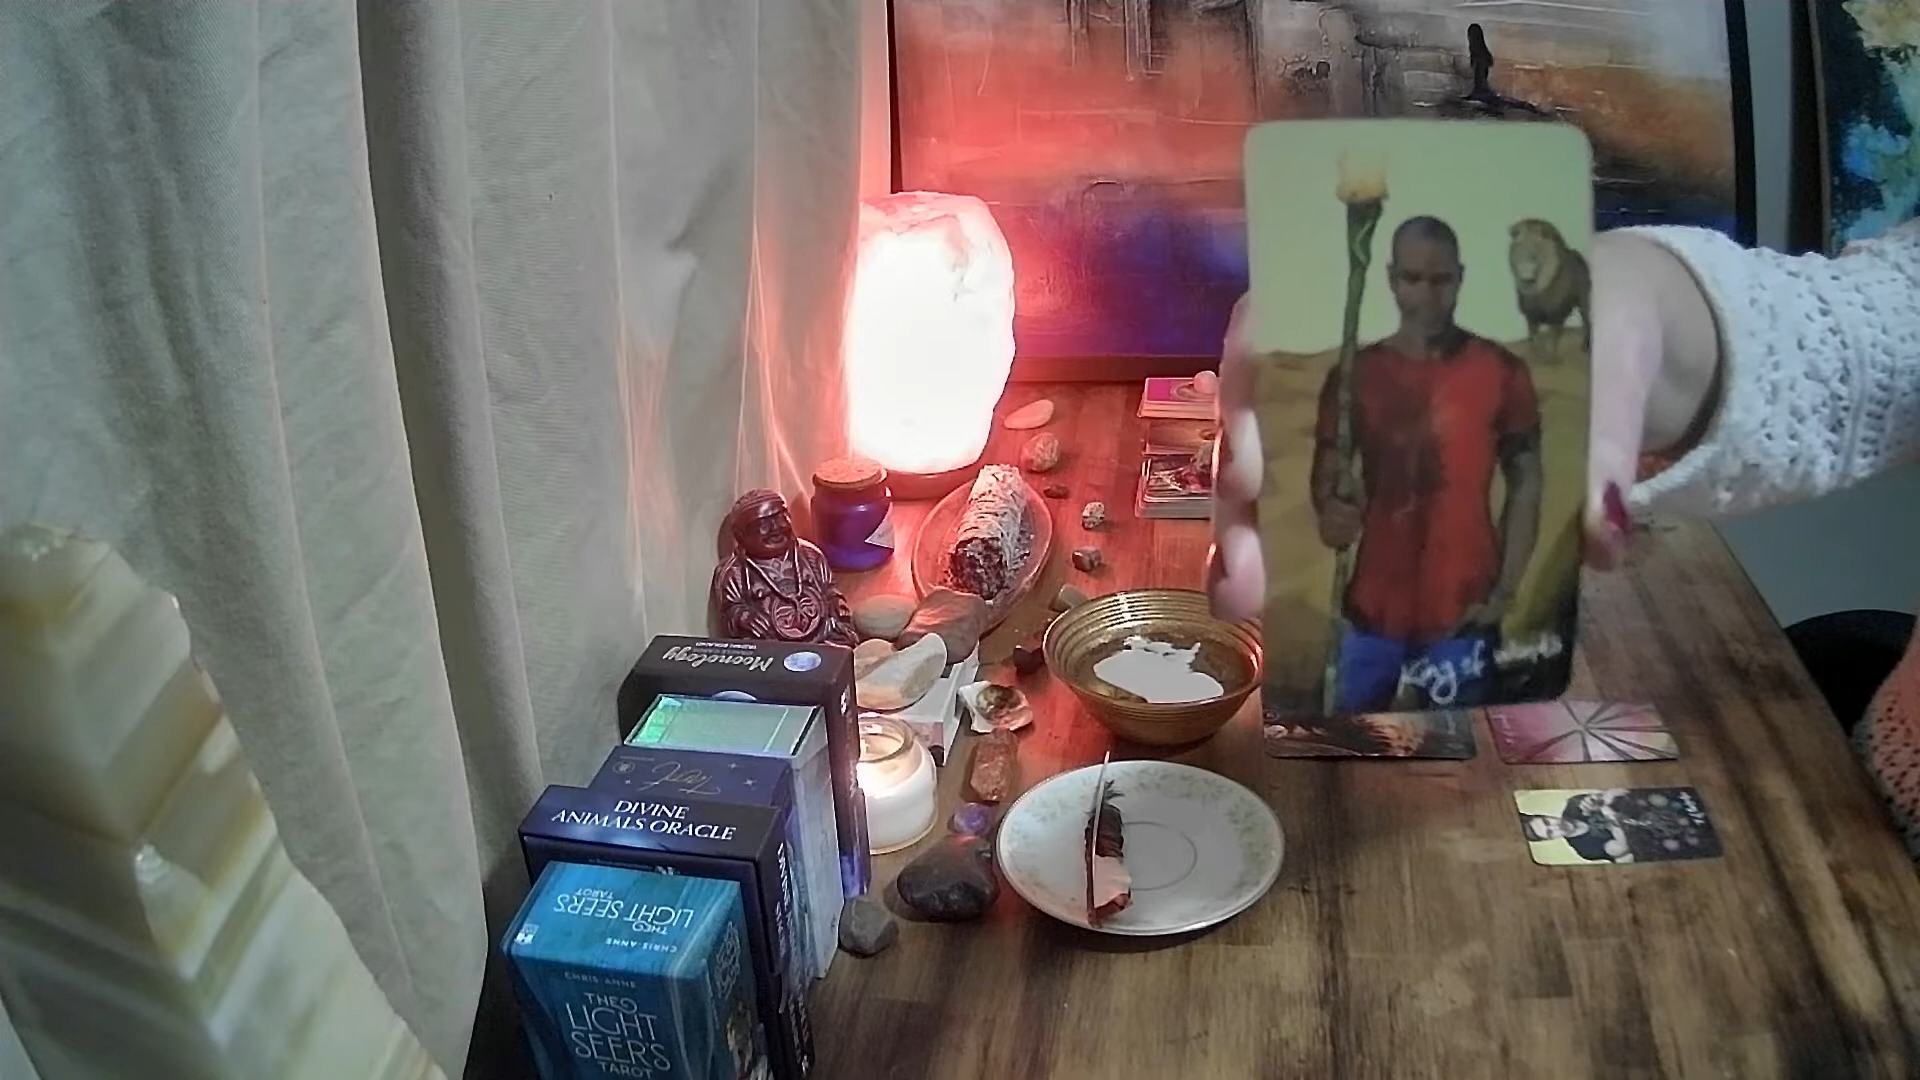 King of wands
Moonology
DIVINE
ANIMALS ORACLE
THE
LIGHT SEER'S
TAROT
CHRIS-ANNE
CHRIS-ANNE
THE
LIGHT
SEER'S
TAROT